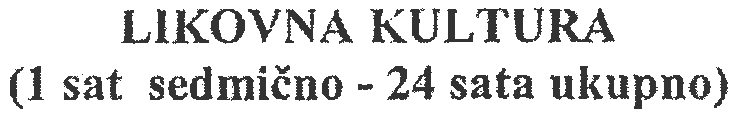 LIKOVNA KULTURA
(1 sat sedmično - 24 sata ukupno)